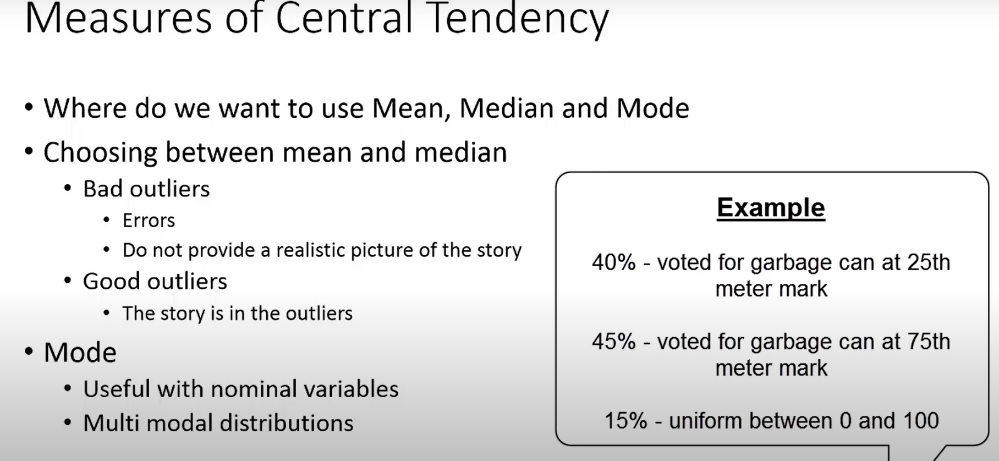 Measures of Central Tendency
• Where do we want to use Mean, Median and Mode
• Choosing between mean and median
• Bad outliers
• Errors
• Do not provide a realistic picture of the story
• Good outliers
• The story is in the outliers
• Mode
• Useful with nominal variables
• Multi modal distributions
Example
40% - voted for garbage can at 25th
meter mark
45% - voted for garbage can at 75th
meter mark
15% - uniform between 0 and 100